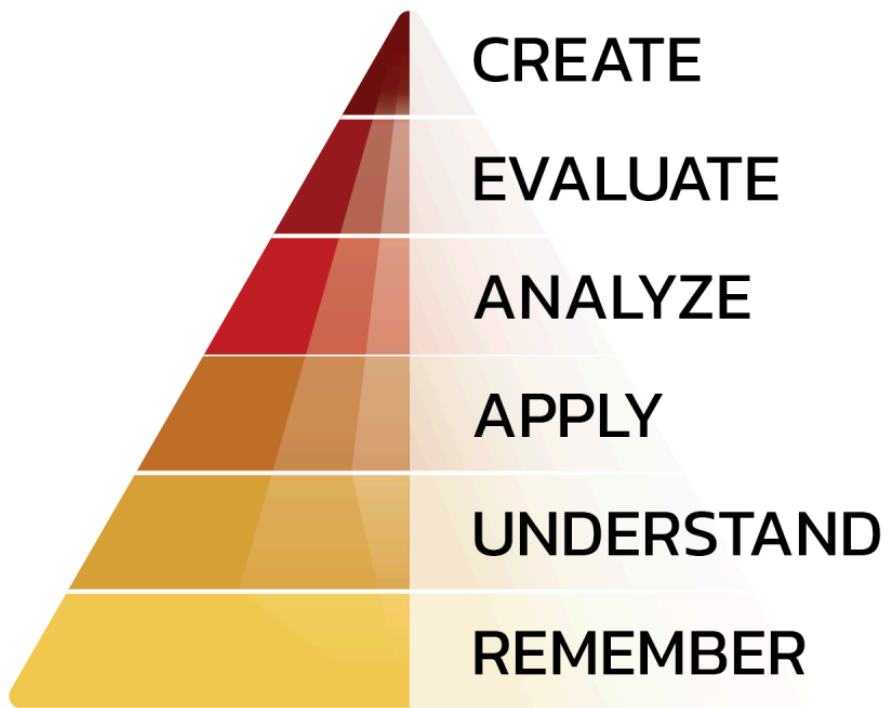 CREATE
EVALUATE
ANALYZE
APPLY
UNDERSTAND
REMEMBER